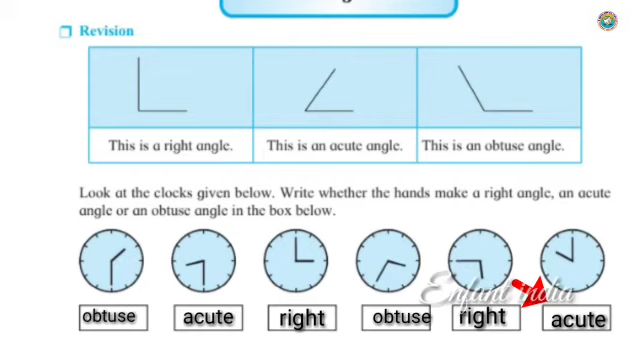 Revision
This is a right angle. This is an acute angle. This is an obtuse angle.
Look at the clocks given below. Write whether the hands make a right angle, an acute
angle or an obtuse angle in the box below.
Enfant india
obtuse acute right obtuse right acute